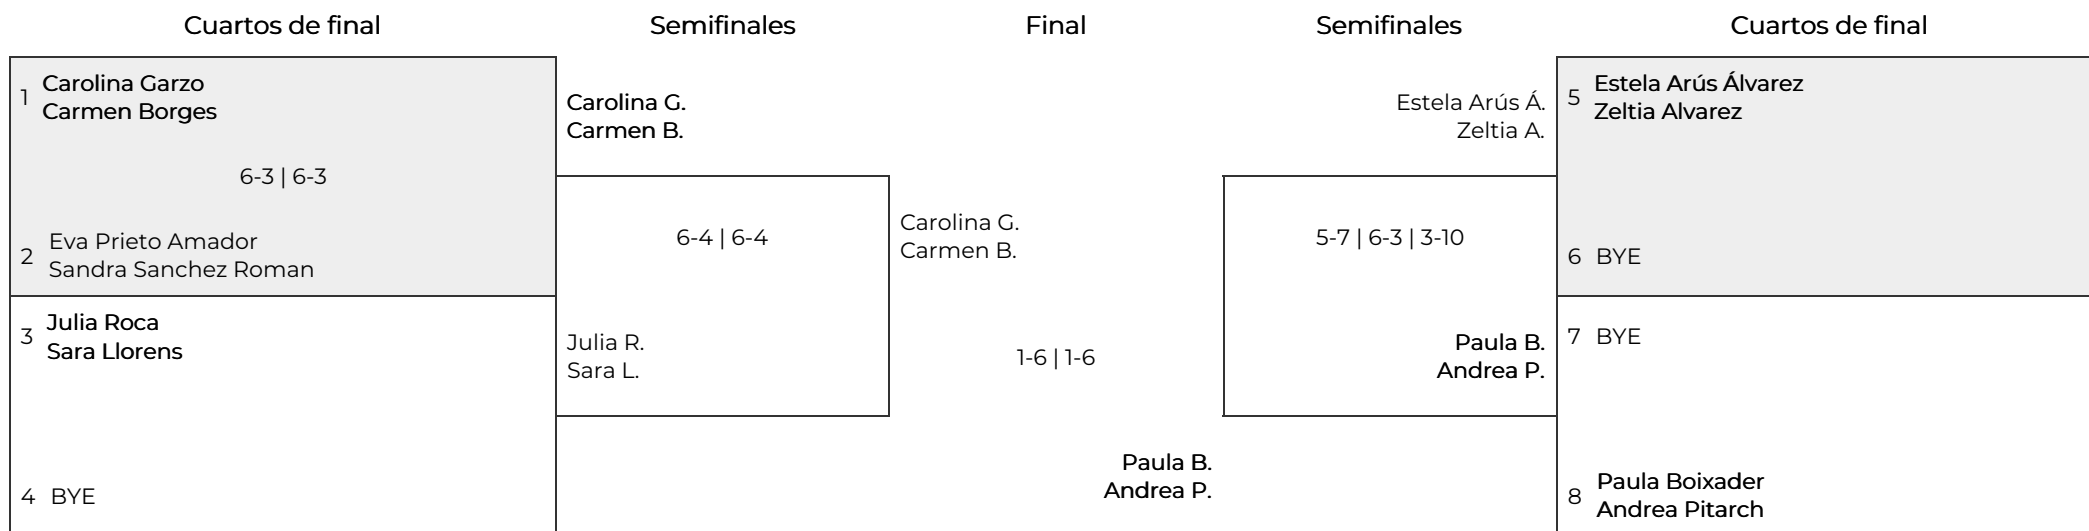 Cuartos de final
Semifinales
Final
Semifinales
Cuartos de final
1
Carolina Garzo
Carmen Borges
6-3 | 6-3
2
Eva Prieto Amador
Sandra Sanchez Roman
3
Julia Roca
Sara Llorens
4 BYE
Carolina G.
Carmen B.
6-4 | 6-4
Julia R.
Sara L.
Carolina G.
Carmen B.
1-6 | 1-6
Paula B.
Andrea P.
Estela Arús Á.
Zeltia A.
5-7 | 6-3 | 3-10
Paula B.
Andrea P.
5
Estela Arús Álvarez
Zeltia Alvarez
6 BYE
7 BYE
8
Paula Boixader
Andrea Pitarch